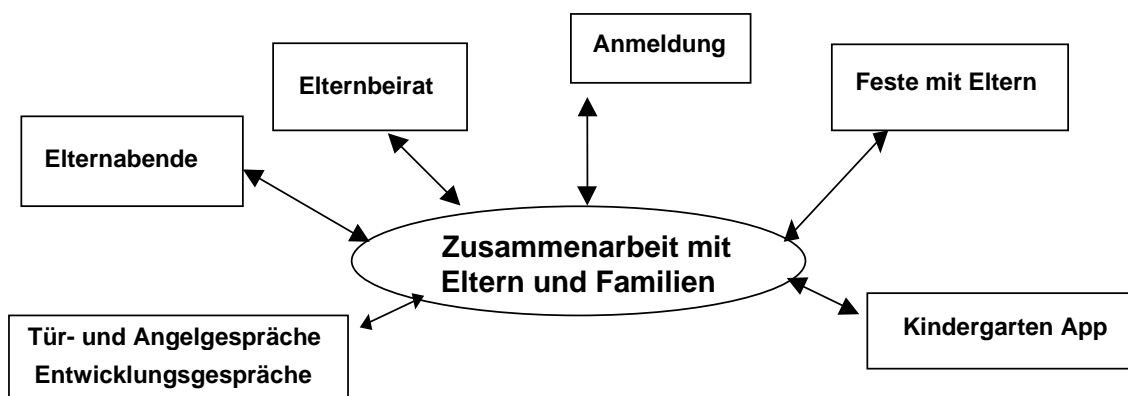 Anmeldung
Elternbeirat
Feste mit Eltern
Elternabende
Zusammenarbeit mit
Eltern und Familien
Kindergarten App
Tür- und Angelgespräche
Entwicklungsgespräche